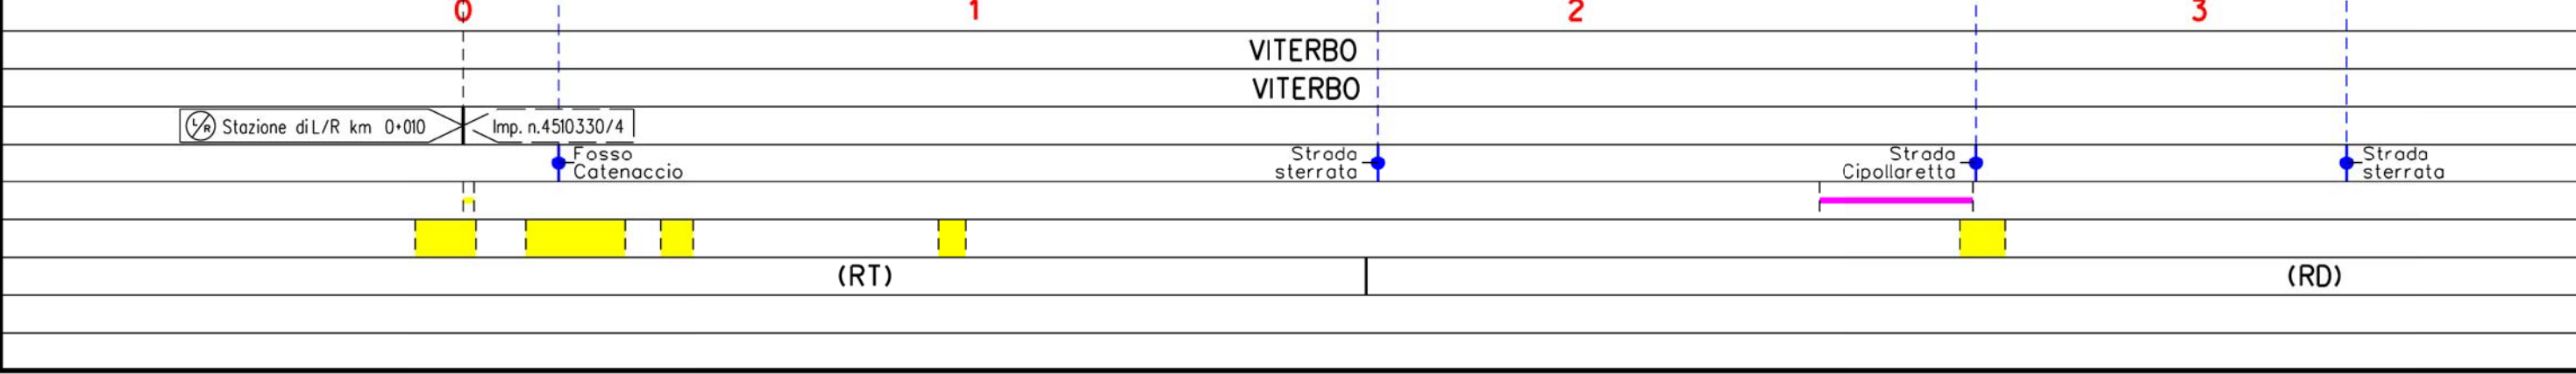 0 1 2 3
VITERBO
VITERBO
L/R Stazione di L/R km 0+010 Imp. n.4510330/4
Fosso
Catenaccio
Strada
sterrata
Strada
Cipollaretta
Strada
sterrata
(RT) (RD)